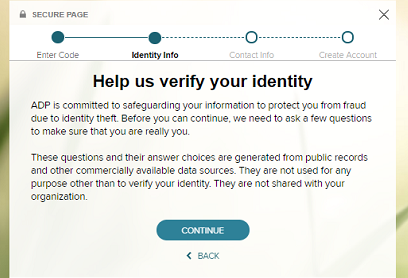 SECURE PAGE
Enter Code
Identity Info
Contact Info
Create Account
Help us verify your identity
ADP is committed to safeguarding your information to protect you from fraud
due to identity theft. Before you can continue, we need to ask a few questions
to make sure that you are really you.
These questions and their answer choices are generated from public records
and other commercially available data sources. They are not used for any
purpose other than to verify your identity. They are not shared with your
organization.
CONTINUE
BACK